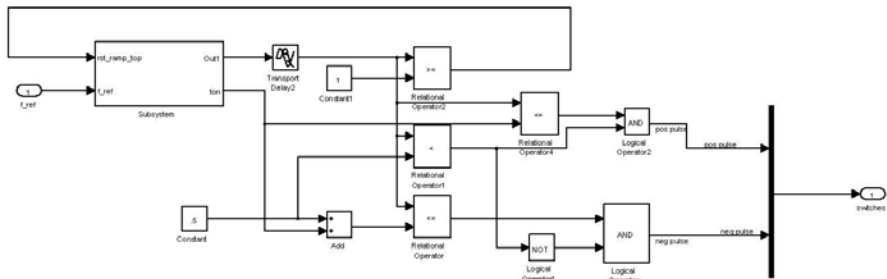 rst_ramp_top
Out1
f_ref
ton
Subsystem
1
f_ref
Transport
Delay2
1
Constant1
>=
Relational
Operator2
<=
Relational
Operator4
AND
Logical
Operator2
pos pulse
pos pulse
<
Relational
Operator1
.5
Constant
Add
<=
Relational
Operator
NOT
Logical
AND
Logical
neg pulse
neg pulse
1
switches